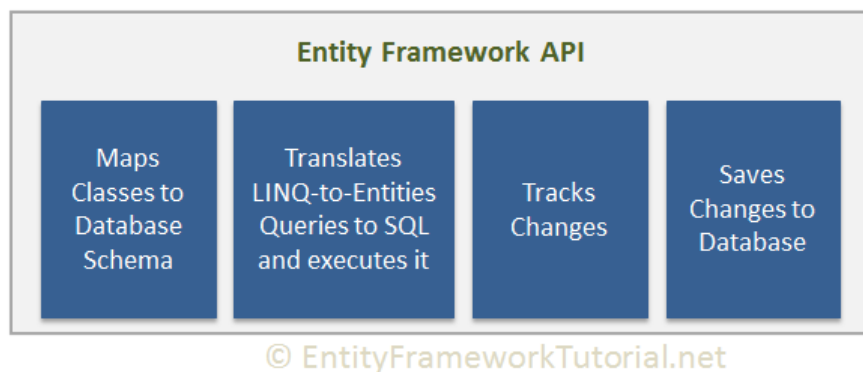 Entity Framework API
Maps
Classes to
Database
Schema
Translates
LINQ-to-Entities
Queries to SQL
and executes it
Tracks
Changes
Saves
Changes to
Database
© EntityFrameworkTutorial.net